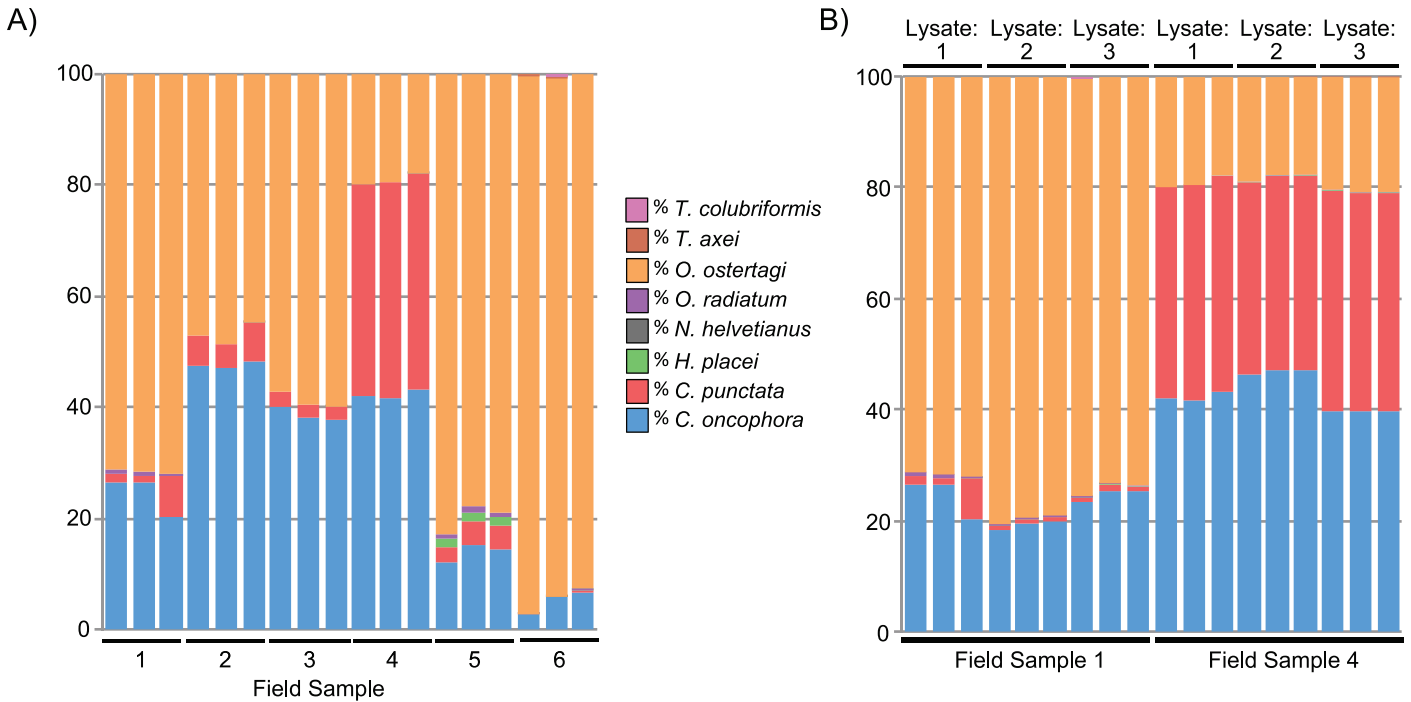 A)
100
80
60
40
20
0
1 2 3 4 5 6
Field Sample
% T. colubriformis
% T. axei
% O. ostertagi
% O. radiatum
% N. helvetianus
% H. placei
% C. punctata
% C. oncophora
B)
Lysate: Lysate: Lysate: Lysate: Lysate: Lysate:
1 2 3 1 2 3
100
80
60
40
20
0
Field Sample 1 Field Sample 4